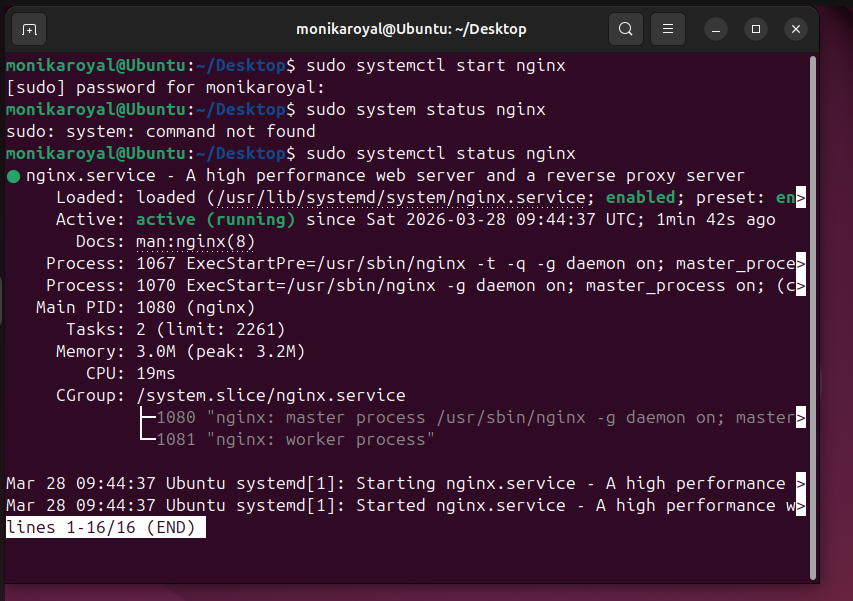 monikaroyal@Ubuntu: ~/Desktop
monikaroyal@Ubuntu:~/Desktop$ sudo systemctl start nginx
[sudo] password for monikaroyal:
monikaroyal@Ubuntu:~/Desktop$ sudo system status nginx
sudo: system: command not found
monikaroyal@Ubuntu:~/Desktop$ sudo systemctl status nginx
● nginx.service - A high performance web server and a reverse proxy server
     Loaded: loaded (/usr/lib/systemd/system/nginx.service; enabled; preset: en>
     Active: active (running) since Sat 2026-03-28 09:44:37 UTC; 1min 42s ago
       Docs: man:nginx(8)
    Process: 1067 ExecStartPre=/usr/sbin/nginx -t -q -g daemon on; master_proce>
    Process: 1070 ExecStart=/usr/sbin/nginx -g daemon on; master_process on; (c>
   Main PID: 1080 (nginx)
      Tasks: 2 (limit: 2261)
     Memory: 3.0M (peak: 3.2M)
        CPU: 19ms
     CGroup: /system.slice/nginx.service
             ├─1080 "nginx: master process /usr/sbin/nginx -g daemon on; master>
             └─1081 "nginx: worker process"
Mar 28 09:44:37 Ubuntu systemd[1]: Starting nginx.service - A high performance >
Mar 28 09:44:37 Ubuntu systemd[1]: Started nginx.service - A high performance w>
lines 1-16/16 (END)